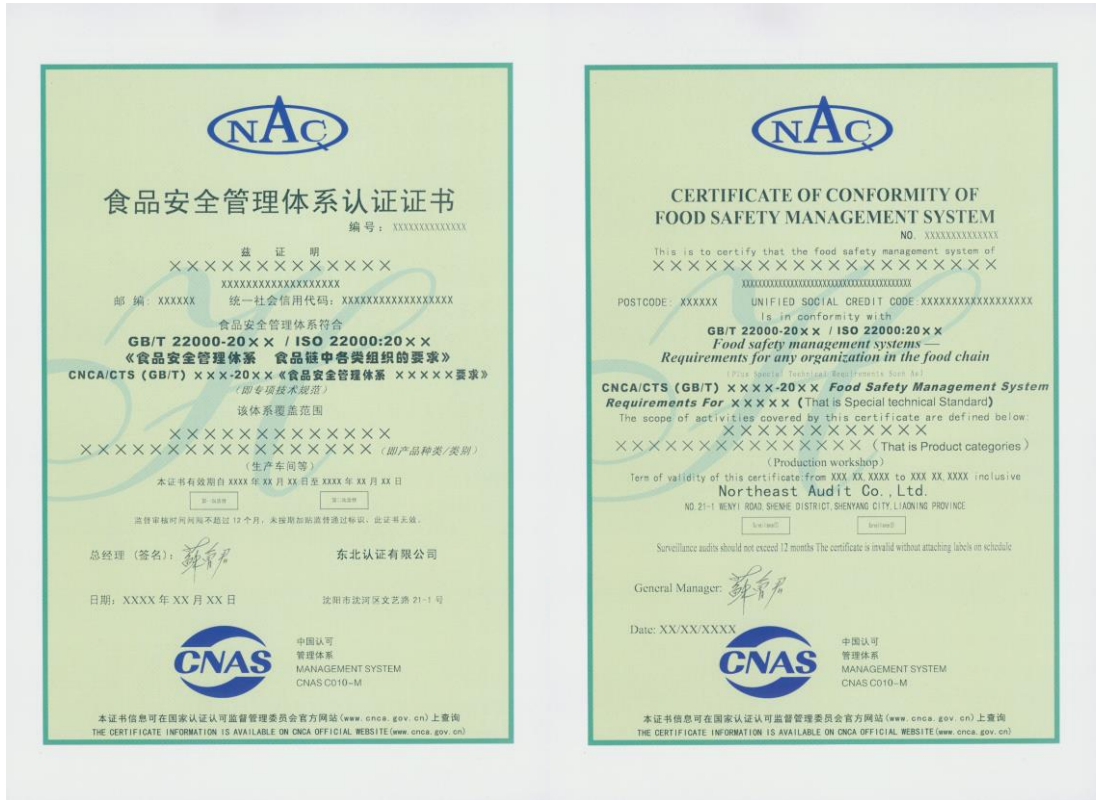 NAC
食品安全管理体系认证证书
编号: XXXXXXXXXXXXX
兹 证 明
×××××××××××××
XXXXXXXXXXXXXXXXXXX
邮 编: XXXXXX 统一社会信用代码: XXXXXXXXXXXXXXXXXX
食品安全管理体系符合
GB/T 22000-20×× / ISO 22000:20××
《食品安全管理体系 食品链中各类组织的要求》
CNCA/CTS (GB/T) ×××-20××《食品安全管理体系 ×××××要求》
(即专项技术规范)
该体系覆盖范围
×××××××××××××
××××××××××××××××× (即产品种类/类别)
(生产车间等)
本证书有效期自 XXXX 年 XX 月 XX 日至 XXXX 年 XX 月 XX 日
监督审核时间间隔不超过 12 个月，未按期加贴监督通过标识，此证书无效。
总经理 (签名):
东北认证有限公司
日期: XXXX 年 XX 月 XX 日
沈阳市沈河区文艺路 21-1 号
CNAS
中国认可
管理体系
MANAGEMENT SYSTEM
CNAS C010-M
本证书信息可在国家认证认可监督管理委员会官方网站(www.cnca.gov.cn)上查询
THE CERTIFICATE INFORMATION IS AVAILABLE ON CNCA OFFICIAL WEBSITE(www.cnca.gov.cn)
NAC
CERTIFICATE OF CONFORMITY OF
FOOD SAFETY MANAGEMENT SYSTEM
NO. XXXXXXXXXXXXX
This is to certify that the food safety management system of
××××××××××××××××××××
XXXXXXXXXXXXXXXXXXXXXXXXXXXXXXXXXXXXXX
POSTCODE: XXXXXX UNIFIED SOCIAL CREDIT CODE:XXXXXXXXXXXXXXXXXX
Is in conformity with
GB/T 22000-20×× / ISO 22000:20××
Food safety management systems —
Requirements for any organization in the food chain
(Plus Special Technical Requirements Such As)
CNCA/CTS (GB/T) ××××-20×× Food Safety Management System
Requirements For ××××× (That is Special technical Standard)
The scope of activities covered by this certificate are defined below:
××××××××××××
×××××××××××××× (That is Product categories)
(Production workshop)
Term of validity of this certificate:from XXX XX, XXXX to XXX XX, XXXX inclusive
Northeast Audit Co.,Ltd.
NO.21-1 WENYI ROAD, SHENHE DISTRICT, SHENYANG CITY, LIAONING PROVINCE
Surveillance audits should not exceed 12 months The certificate is invalid without attaching labels on schedule
General Manager:
Date: XX/XX/XXXX
CNAS
中国认可
管理体系
MANAGEMENT SYSTEM
CNAS C010-M
本证书信息可在国家认证认可监督管理委员会官方网站(www.cnca.gov.cn)上查询
THE CERTIFICATE INFORMATION IS AVAILABLE ON CNCA OFFICIAL WEBSITE(www.cnca.gov.cn)